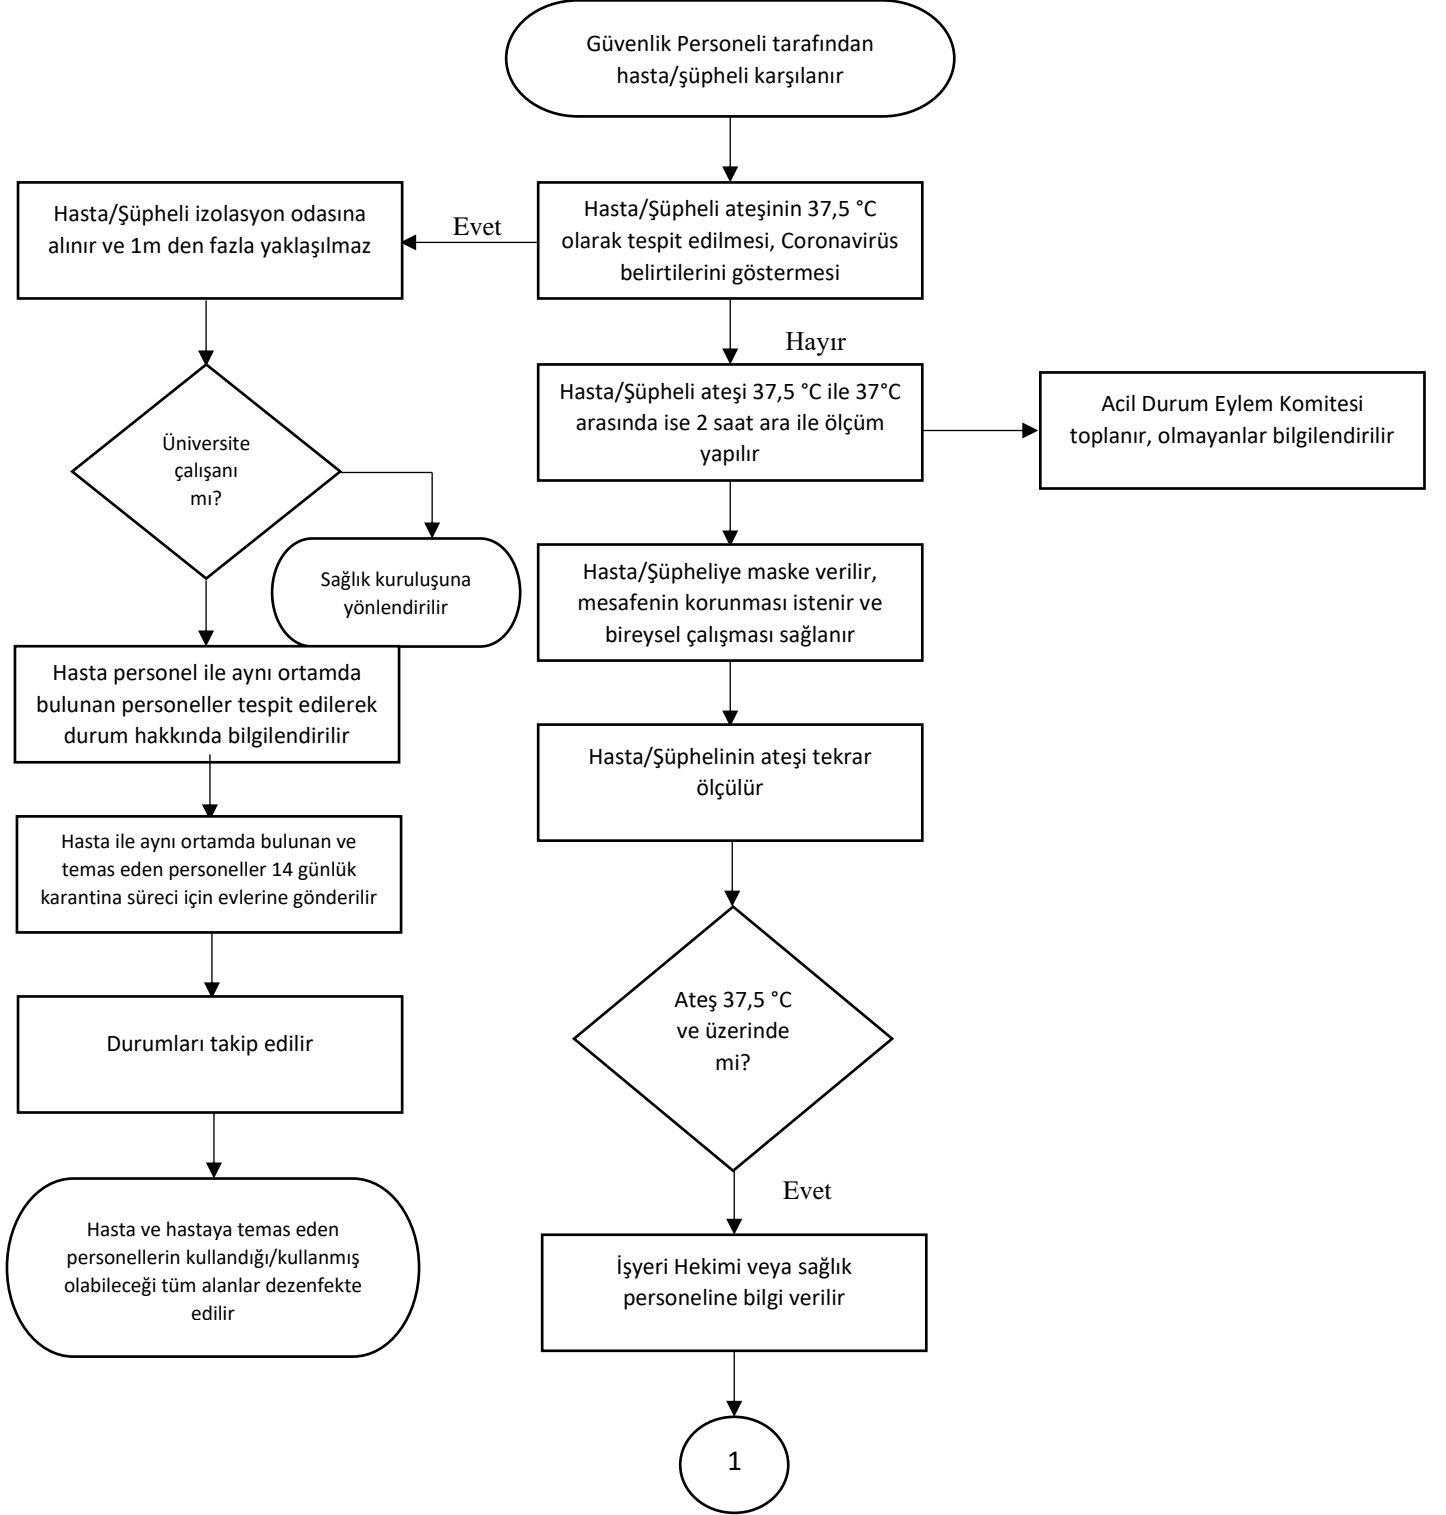 Güvenlik Personeli tarafından
hasta/şüpheli karşılanır
Hasta/Şüpheli izolasyon odasına
alınır ve 1m den fazla yaklaşılmaz
Evet
Hasta/Şüpheli ateşinin 37,5 °C
olarak tespit edilmesi, Coronavirüs
belirtilerini göstermesi
Hayır
Hasta/Şüpheli ateşi 37,5 °C ile 37°C
arasında ise 2 saat ara ile ölçüm
yapılır
Acil Durum Eylem Komitesi
toplanır, olmayanlar bilgilendirilir
Üniversite
çalışanı
mı?
Sağlık kuruluşuna
yönlendirilir
Hasta/Şüpheliye maske verilir,
mesafenin korunması istenir ve
bireysel çalışması sağlanır
Hasta personel ile aynı ortamda
bulunan personeller tespit edilerek
durum hakkında bilgilendirilir
Hasta/Şüphelinin ateşi tekrar
ölçülür
Hasta ile aynı ortamda bulunan ve
temas eden personeller 14 günlük
karantina süreci için evlerine gönderilir
Durumları takip edilir
Ateş 37,5 °C
ve üzerinde
mi?
Evet
Hasta ve hastaya temas eden
personellerin kullandığı/kullanmış
olabileceği tüm alanlar dezenfekte
edilir
İşyeri Hekimi veya sağlık
personeline bilgi verilir
1